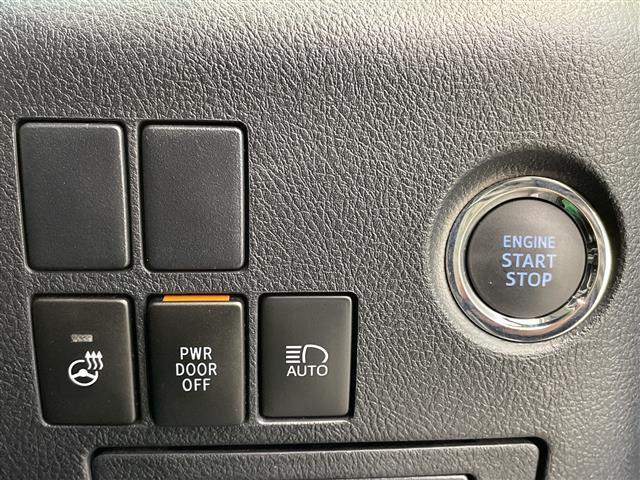 ENGINE
START
STOP
PWR
DOOR
OFF
AUTO